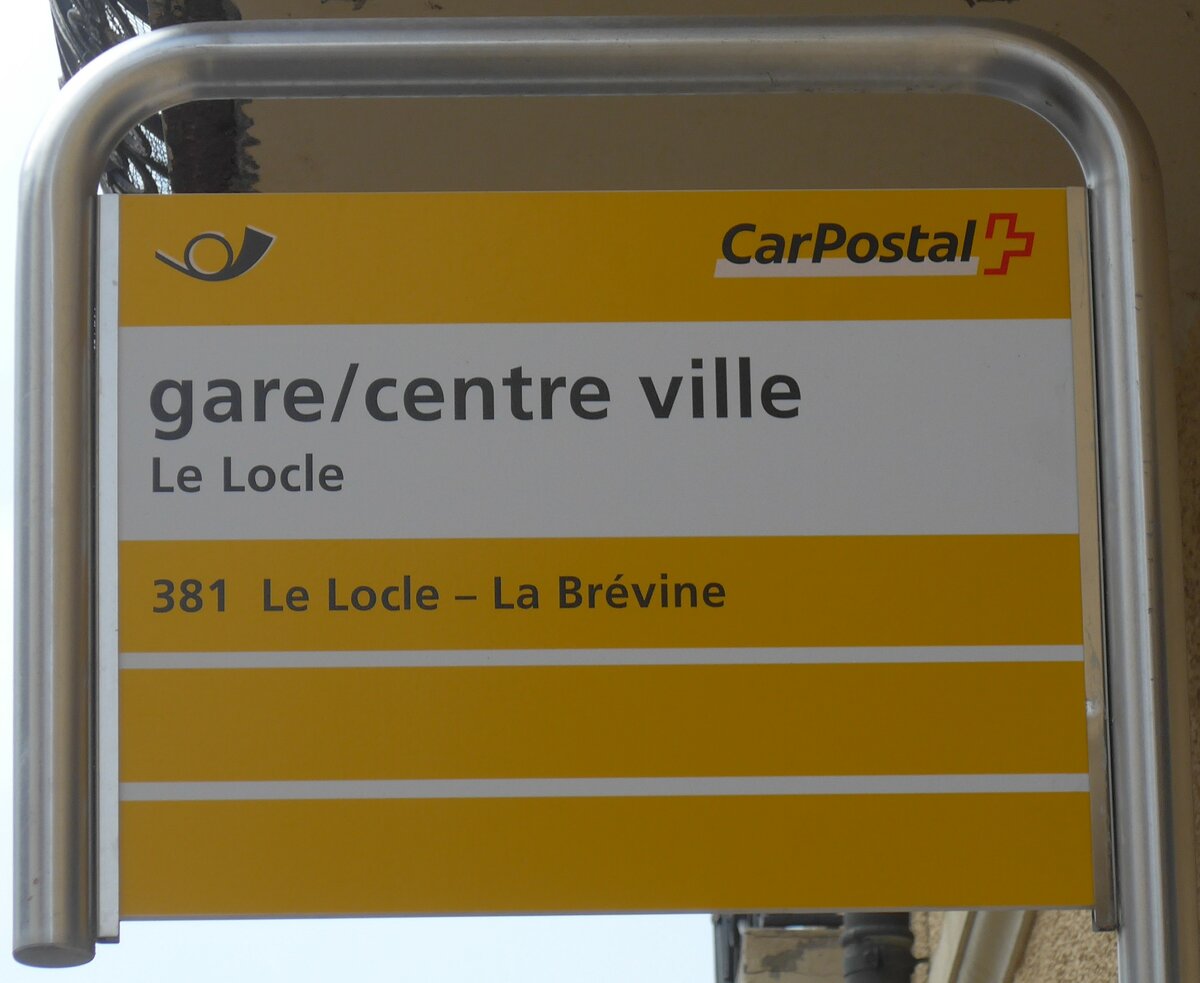 CarPostal
gare/centre ville
Le Locle
381 Le Locle – La Brévine